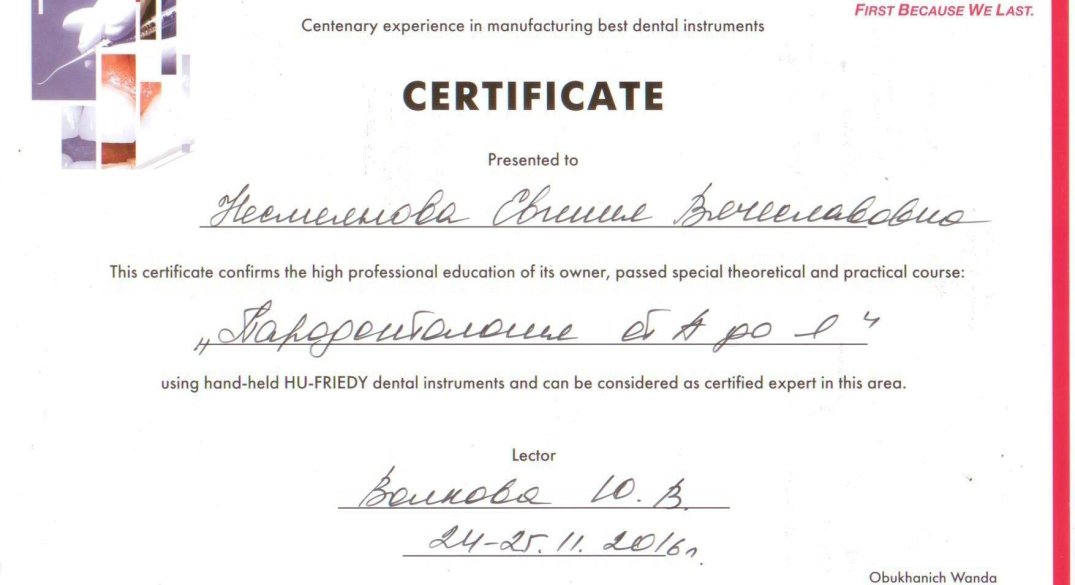 FIRST BECAUSE WE LAST.
Centenary experience in manufacturing best dental instruments
CERTIFICATE
Presented to
Несмеянова Евгения Вячеславовна
This certificate confirms the high professional education of its owner, passed special theoretical and practical course:
„Пародонтология от А до Я“
using hand-held HU-FRIEDY dental instruments and can be considered as certified expert in this area.
Lector
Волкова Ю. В.
24-25. 11. 2016г
Obukhanich Wanda